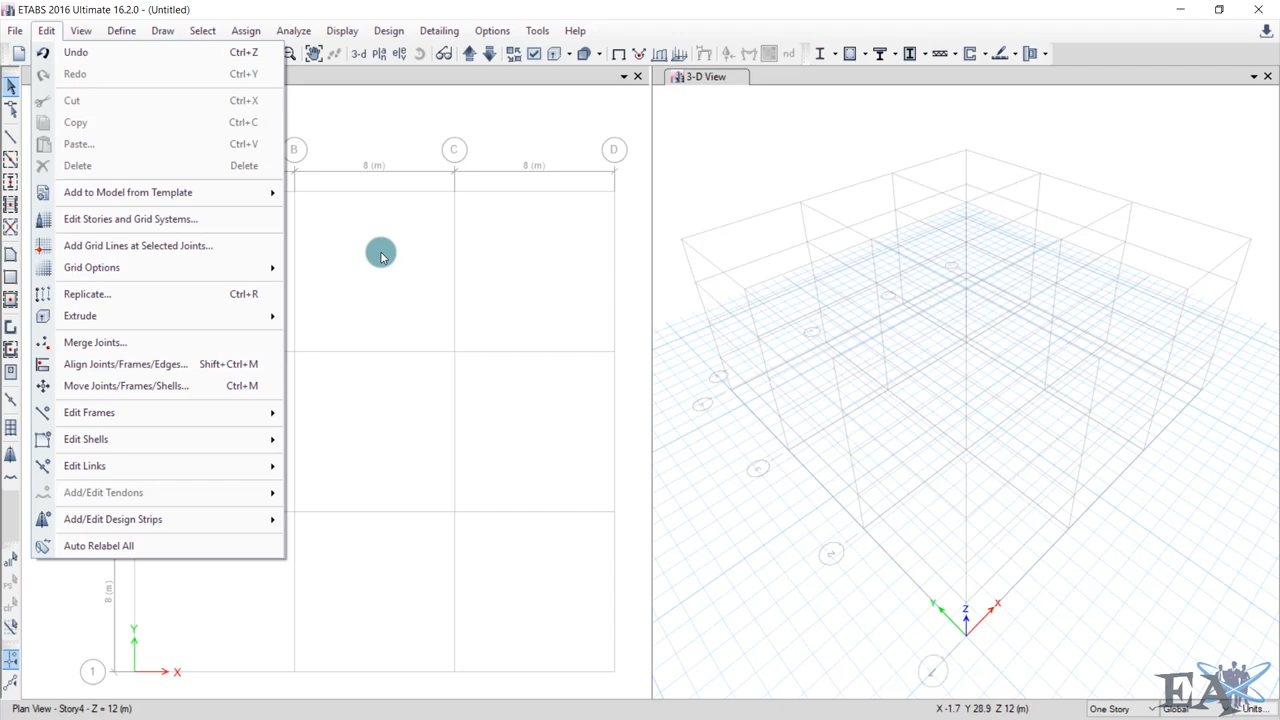 ETABS 2016 Ultimate 16.2.0 - (Untitled)
File Edit View Define Draw Select Assign Analyze Display Design Detailing Options Tools Help
3-d
nd
Undo Ctrl+Z
Redo Ctrl+Y
Cut Ctrl+X
Copy Ctrl+C
Paste... Ctrl+V
Delete Delete
Add to Model from Template
Edit Stories and Grid Systems...
Add Grid Lines at Selected Joints...
Grid Options
Replicate... Ctrl+R
Extrude
Merge Joints...
Align Joints/Frames/Edges... Shift+Ctrl+M
Move Joints/Frames/Shells... Ctrl+M
Edit Frames
Edit Shells
Edit Links
Add/Edit Tendons
Add/Edit Design Strips
Auto Relabel All
all
B C D
8 (m) 8 (m)
8 (m)
Y
1
X
3-D View
Y Z X
Plan View - Story4 - Z = 12 (m)
X -1.7 Y 28.9 Z 12 (m)
One Story
Global
Units...
EA